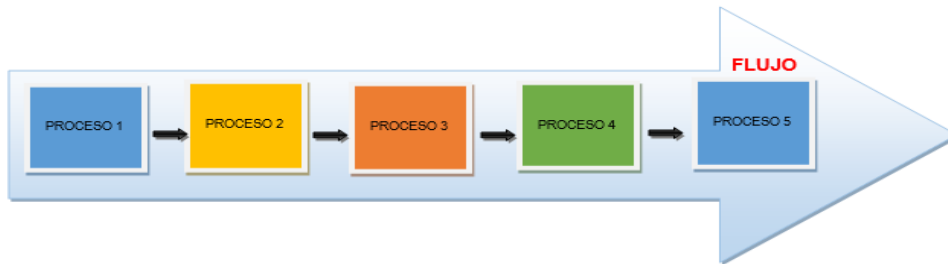 FLUJO
PROCESO 1
PROCESO 2
PROCESO 3
PROCESO 4
PROCESO 5